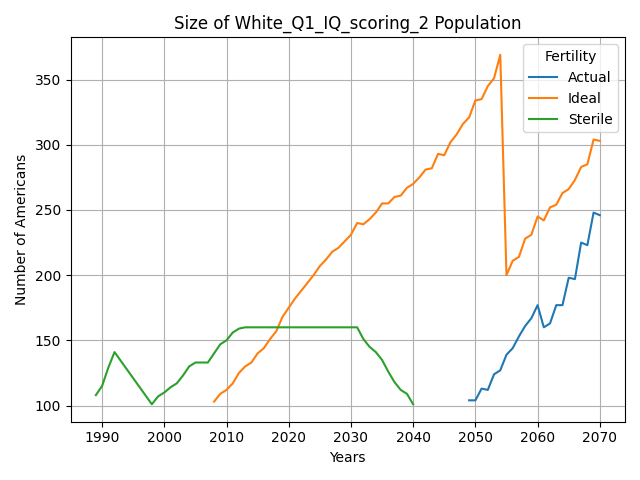 Size of White_Q1_IQ_scoring_2 Population
Number of Americans
350
300
250
200
150
100
Fertility
Actual
Ideal
Sterile
1990 2000 2010 2020 2030 2040 2050 2060 2070
Years